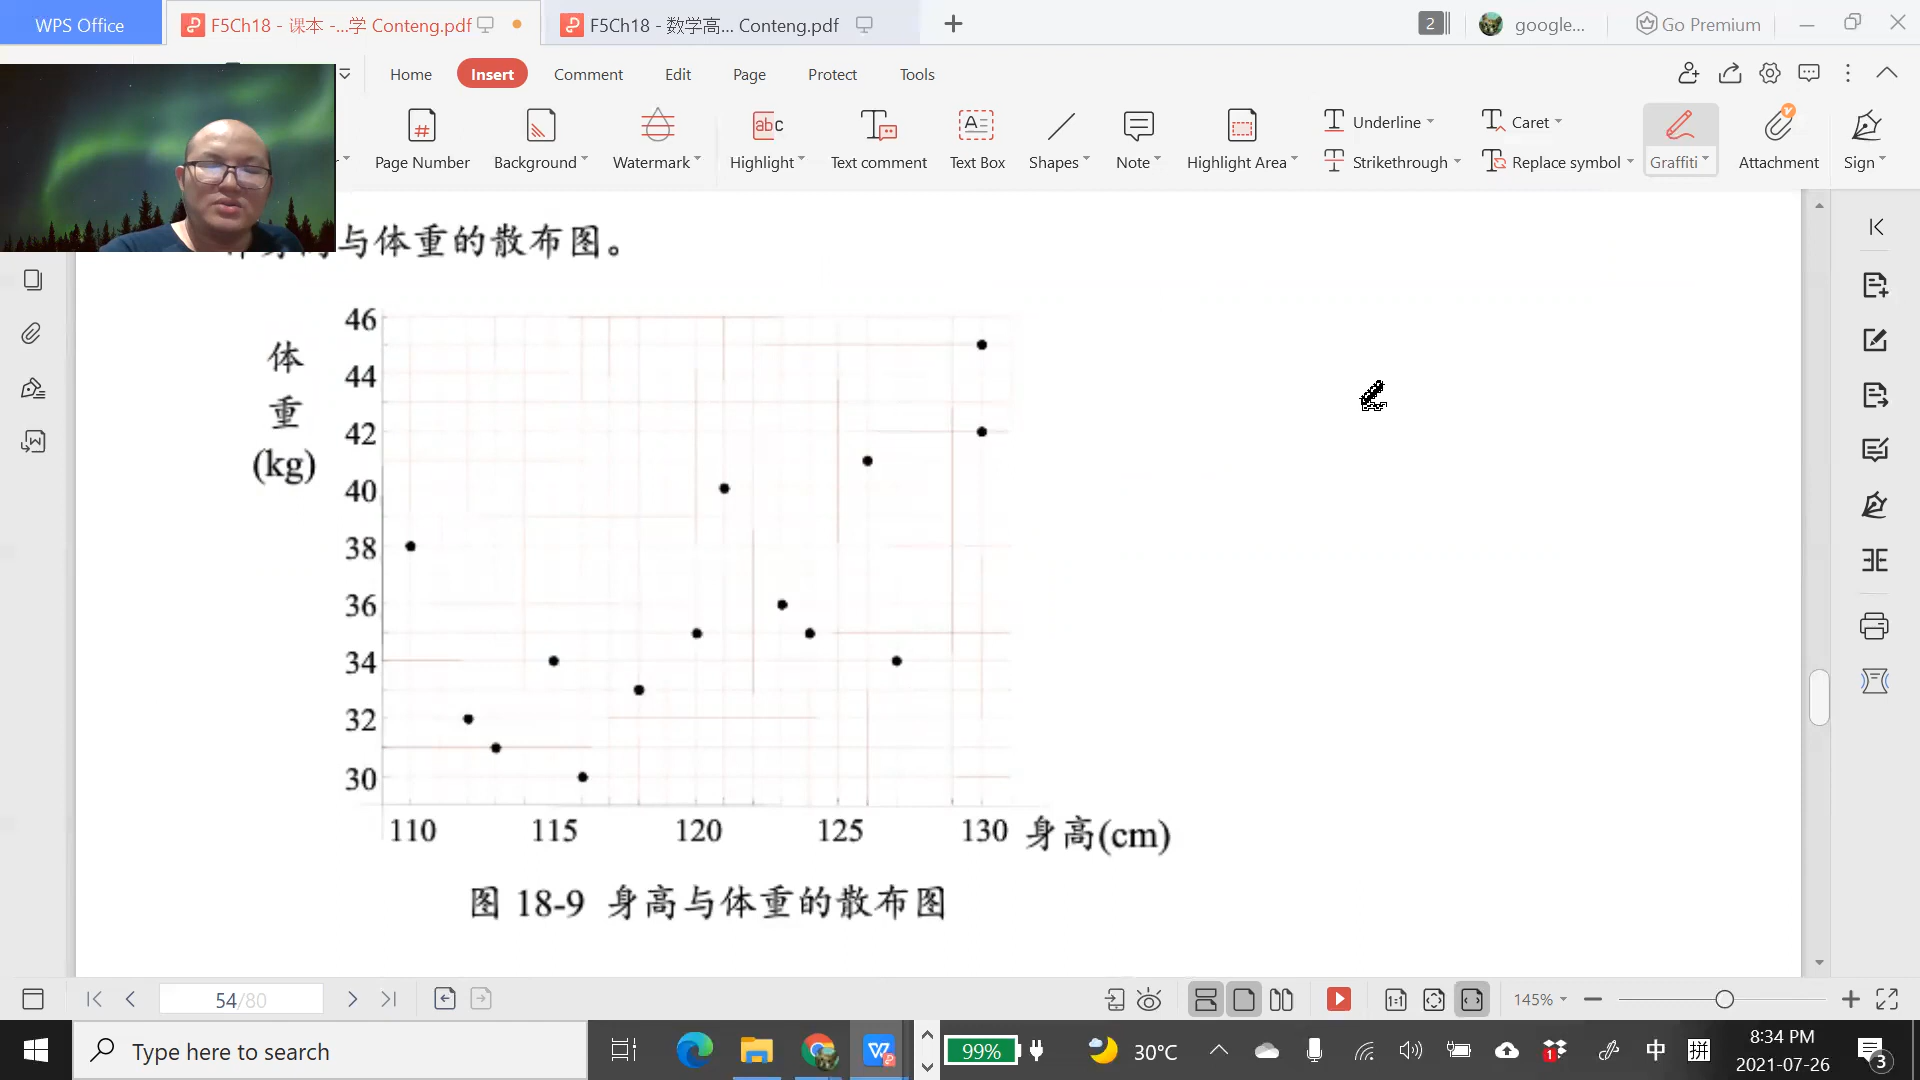 WPS Office
F5Ch18 - 课本 -...学 Conteng.pdf
F5Ch18 - 数学高... Conteng.pdf
2
google...
Go Premium
Home
Insert
Comment
Edit
Page
Protect
Tools
Page Number
Background
Watermark
Highlight
Text comment
Text Box
Shapes
Note
Highlight Area
Underline
Strikethrough
Caret
Replace symbol
Graffiti
Attachment
Sign
与体重的散布图。
体重(kg)
46
44
42
40
38
36
34
32
30
110 115 120 125 130 身高(cm)
图 18-9 身高与体重的散布图
54/80
145%
Type here to search
99%
30°C
中
拼
8:34 PM
2021-07-26
3